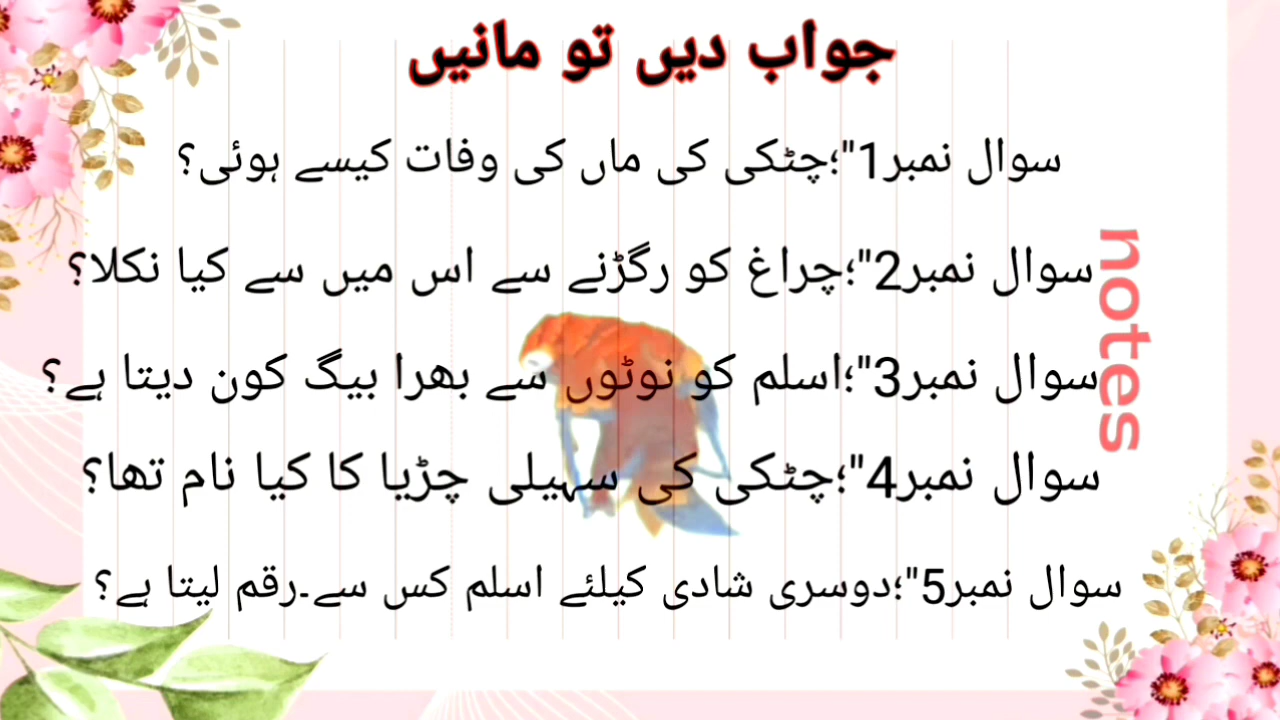 جواب دیں تو مانیں
سوال نمبر1"؛چٹکی کی ماں کی وفات کیسے ہوئی؟
سوال نمبر2"؛چراغ کو رگڑنے سے اس میں سے کیا نکلا؟
سوال نمبر3"؛اسلم کو نوٹوں سے بھرا بیگ کون دیتا ہے؟
سوال نمبر4"؛چٹکی کی سہیلی چڑیا کا کیا نام تھا؟
سوال نمبر5"؛دوسری شادی کیلئے اسلم کس سے۔رقم لیتا ہے؟
notes